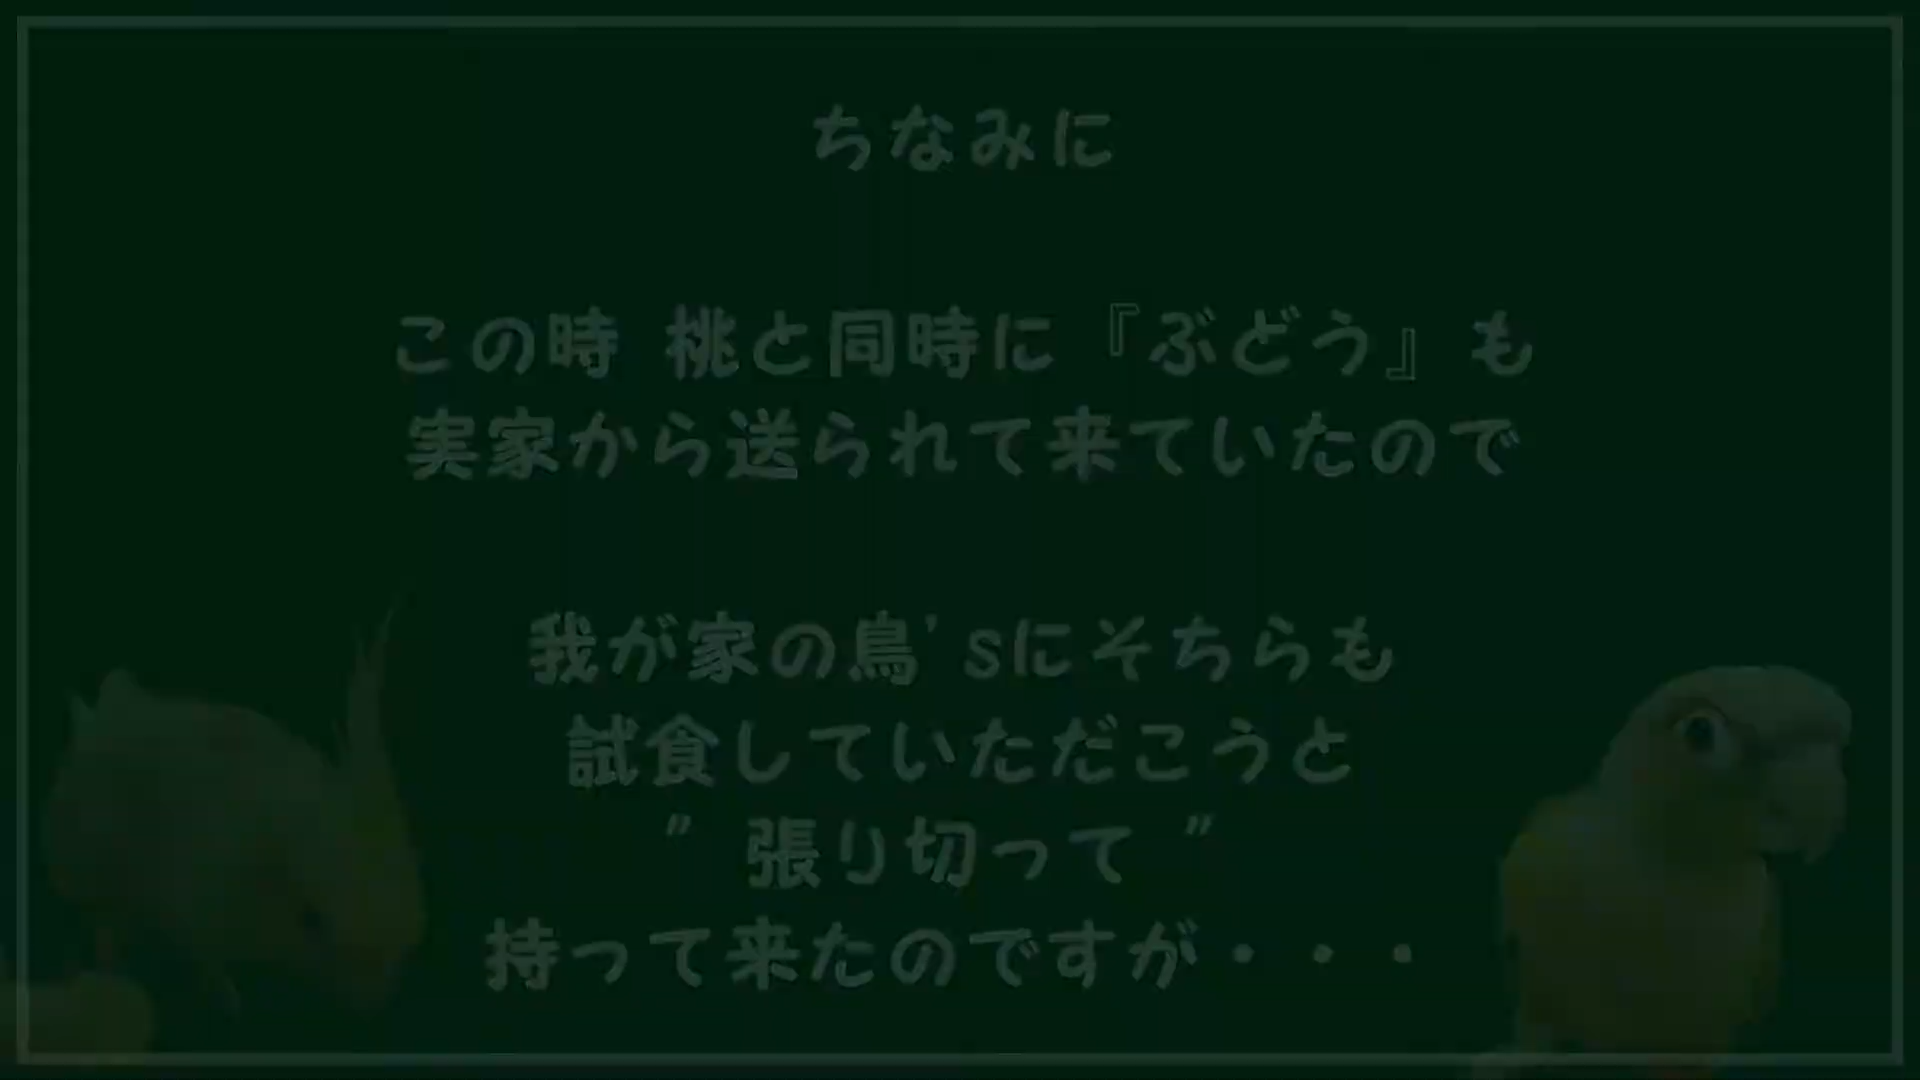 ちなみに
この時 桃と同時に『ぶどう』も
実家から送られて来ていたので
我が家の鳥'sにそちらも
試食していただこうと
" 張り切って "
持って来たのですが・・・